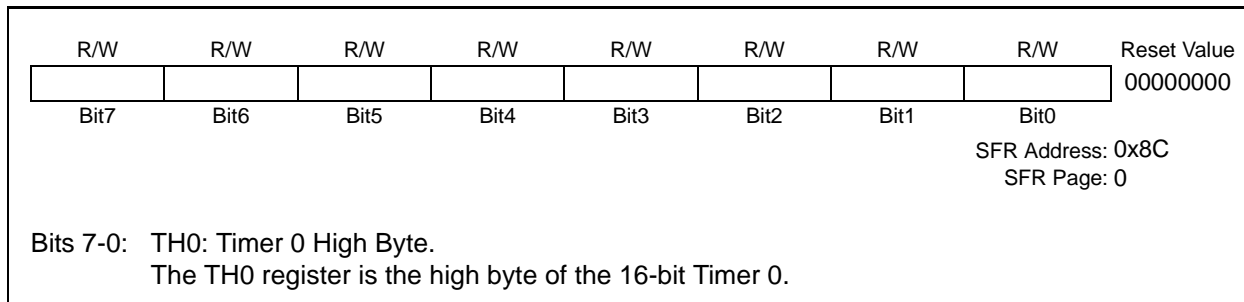 R/W R/W R/W R/W R/W R/W R/W R/W Reset Value
00000000
Bit7 Bit6 Bit5 Bit4 Bit3 Bit2 Bit1 Bit0
SFR Address: 0x8C
SFR Page: 0
Bits 7-0: TH0: Timer 0 High Byte.
The TH0 register is the high byte of the 16-bit Timer 0.